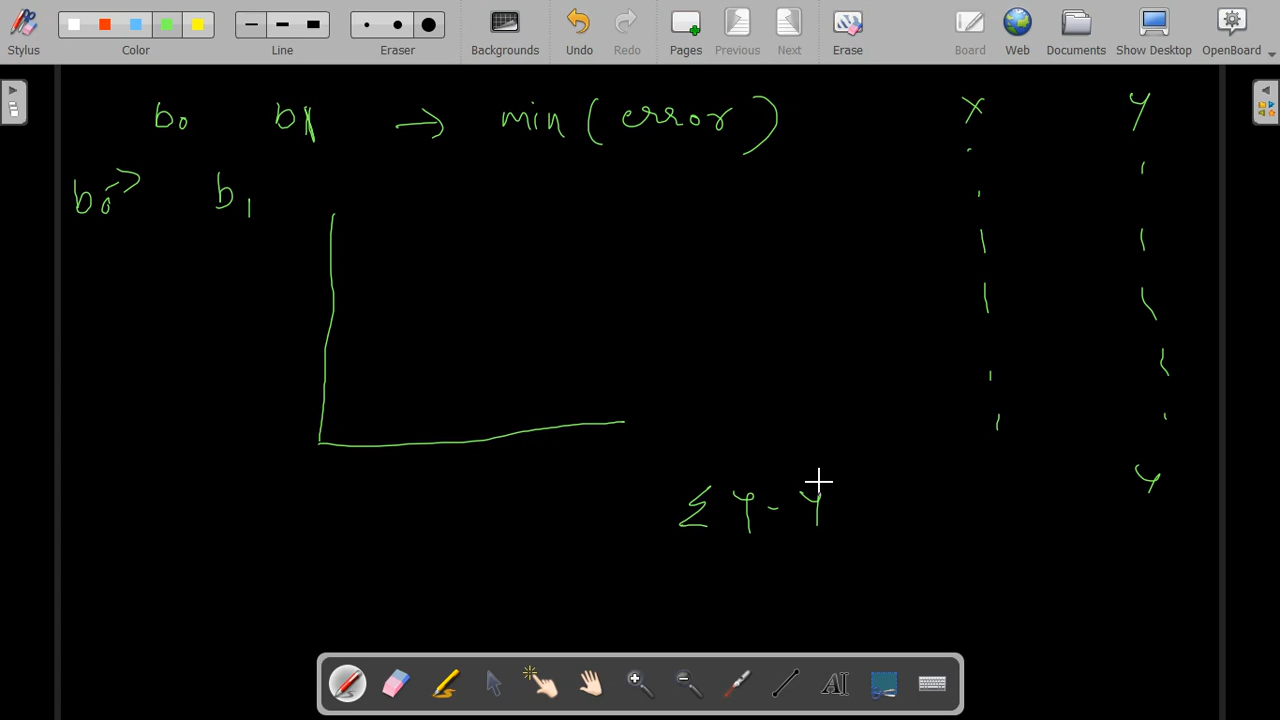 Stylus Color Line Eraser Backgrounds Undo Redo Pages Previous Next Erase Board Web Documents Show Desktop OpenBoard
b0 b1 → min(error) X Y
b0 → b1
Y
Σ Y - Y